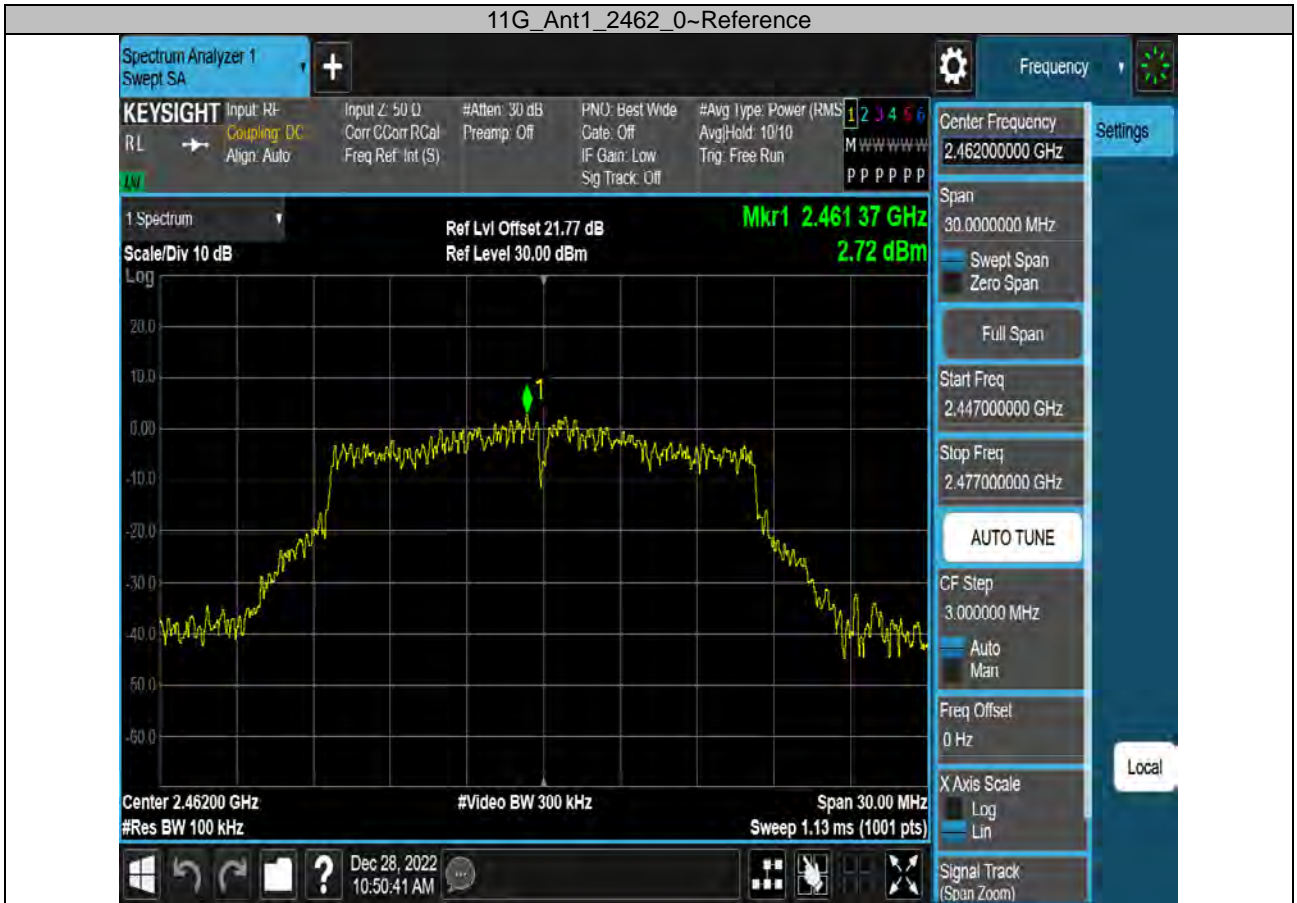 11G_Ant1_2462_0~Reference
Spectrum Analyzer 1
Swept SA
Frequency
KEYSIGHT
RL
Input: RF
Coupling: DC
Align: Auto
Input Z: 50 Ω
Corr CCorr RCal
Freq Ref: Int (S)
#Atten: 30 dB
Preamp: Off
PNO: Best Wide
Gate: Off
IF Gain: Low
Sig Track: Off
#Avg Type: Power (RMS
Avg|Hold: 10/10
Trig: Free Run
1 2 3 4 5 6
M W W W W W
P P P P P P
1 Spectrum
Scale/Div 10 dB
Ref Lvl Offset 21.77 dB
Ref Level 30.00 dBm
Mkr1 2.461 37 GHz
2.72 dBm
Log
20.0
10.0
0.00
-10.0
-20.0
-30.0
-40.0
-50.0
-60.0
1
Center 2.46200 GHz
#Res BW 100 kHz
#Video BW 300 kHz
Span 30.00 MHz
Sweep 1.13 ms (1001 pts)
Dec 28, 2022
10:50:41 AM
Center Frequency
2.462000000 GHz
Settings
Span
30.0000000 MHz
Swept Span
Zero Span
Full Span
Start Freq
2.447000000 GHz
Stop Freq
2.477000000 GHz
AUTO TUNE
CF Step
3.000000 MHz
Auto
Man
Freq Offset
0 Hz
X Axis Scale
Log
Lin
Local
Signal Track
(Span Zoom)